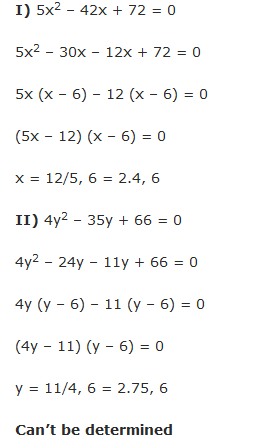 I) 5x² − 42x + 72 = 0
5x² − 30x − 12x + 72 = 0
5x (x − 6) − 12 (x − 6) = 0
(5x − 12) (x − 6) = 0
x = 12/5, 6 = 2.4, 6
II) 4y² − 35y + 66 = 0
4y² − 24y − 11y + 66 = 0
4y (y − 6) − 11 (y − 6) = 0
(4y − 11) (y − 6) = 0
y = 11/4, 6 = 2.75, 6
Can’t be determined